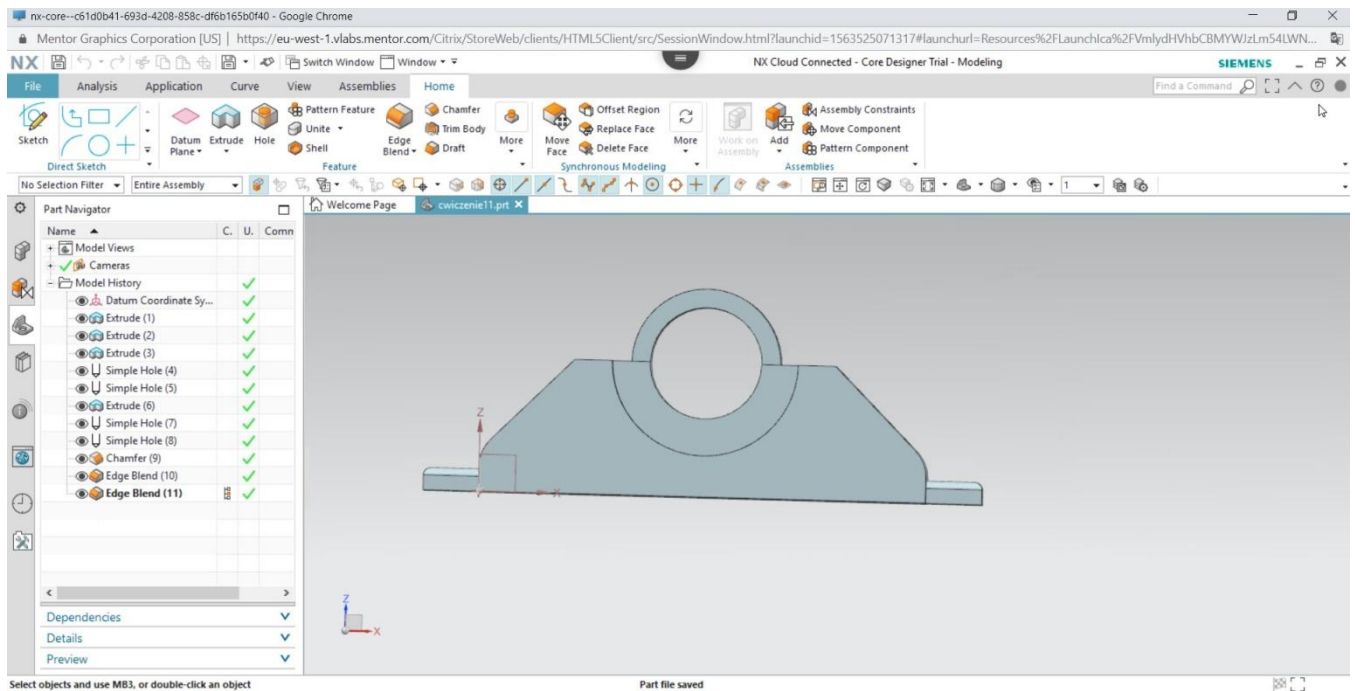 nx-core--c61d0b41-693d-4208-858c-df6b165b0f40 - Google Chrome
Mentor Graphics Corporation [US] | https://eu-west-1.vlabs.mentor.com/Citrix/StoreWeb/clients/HTML5Client/src/SessionWindow.html?launchid=1563525071317#launchurl=Resources%2FLaunchIca%2FVmlydHVhbCBMYWJzLm54LWN...
NX Switch Window Window NX Cloud Connected - Core Designer Trial - Modeling SIEMENS
File Analysis Application Curve View Assemblies Home Find a Command
Sketch Datum Plane Extrude Hole Pattern Feature Unite Shell Edge Blend Chamfer Trim Body Draft More Move Face Offset Region Replace Face Delete Face More Work on Assembly Add Assembly Constraints Move Component Pattern Component
Direct Sketch Feature Synchronous Modeling Assemblies
No Selection Filter Entire Assembly 1
Part Navigator Welcome Page cwiczenie11.prt
Name C. U. Comn
Model Views
Cameras
Model History
Datum Coordinate Sy...
Extrude (1)
Extrude (2)
Extrude (3)
Simple Hole (4)
Simple Hole (5)
Extrude (6)
Simple Hole (7)
Simple Hole (8)
Chamfer (9)
Edge Blend (10)
Edge Blend (11)
Z
X
Z
X
Dependencies
Details
Preview
Select objects and use MB3, or double-click an object Part file saved